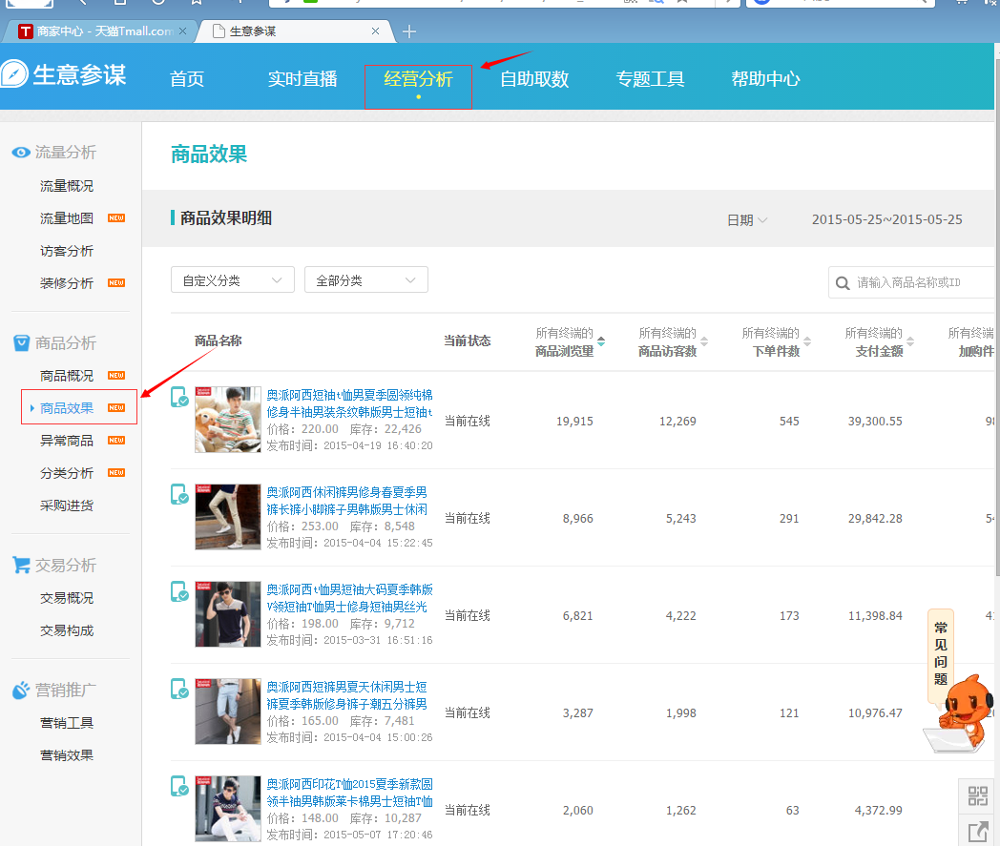 商家中心 - 天猫Tmall.com
生意参谋
生意参谋
首页
实时直播
经营分析
自助取数
专题工具
帮助中心
流量分析
流量概况
流量地图 NEW
访客分析
装修分析 NEW
商品分析
商品概况 NEW
商品效果 NEW
异常商品 NEW
分类分析 NEW
采购进货
交易分析
交易概况
交易构成
营销推广
营销工具
营销效果
商品效果
商品效果明细
日期
2015-05-25~2015-05-25
自定义分类
全部分类
请输入商品名称或ID
商品名称
当前状态
所有终端的
商品浏览量
所有终端的
商品访客数
所有终端的
下单件数
所有终端的
支付金额
所有终端
加购件
奥派阿西短袖t恤男夏季圆领纯棉
修身半袖男装条纹韩版男士短袖t
价格：220.00 库存：22,426
发布时间：2015-04-19 16:40:20
当前在线
19,915
12,269
545
39,300.55
奥派阿西休闲裤男修身春夏季男
裤长裤小脚裤子男韩版男士休闲
价格：253.00 库存：8,548
发布时间：2015-04-04 15:22:45
当前在线
8,966
5,243
291
29,842.28
奥派阿西t恤男短袖大码夏季韩版
V领短袖T恤男士修身短袖男丝光
价格：198.00 库存：9,712
发布时间：2015-03-31 16:51:16
当前在线
6,821
4,222
173
11,398.84
奥派阿西短裤男夏天休闲男士短
裤夏季韩版修身裤子潮五分裤男
价格：165.00 库存：7,481
发布时间：2015-04-04 15:00:26
当前在线
3,287
1,998
121
10,976.47
奥派阿西印花T恤2015夏季新款圆
领半袖男韩版莱卡棉男士短袖T恤
价格：148.00 库存：10,287
发布时间：2015-05-07 17:20:46
当前在线
2,060
1,262
63
4,372.99
常见问题